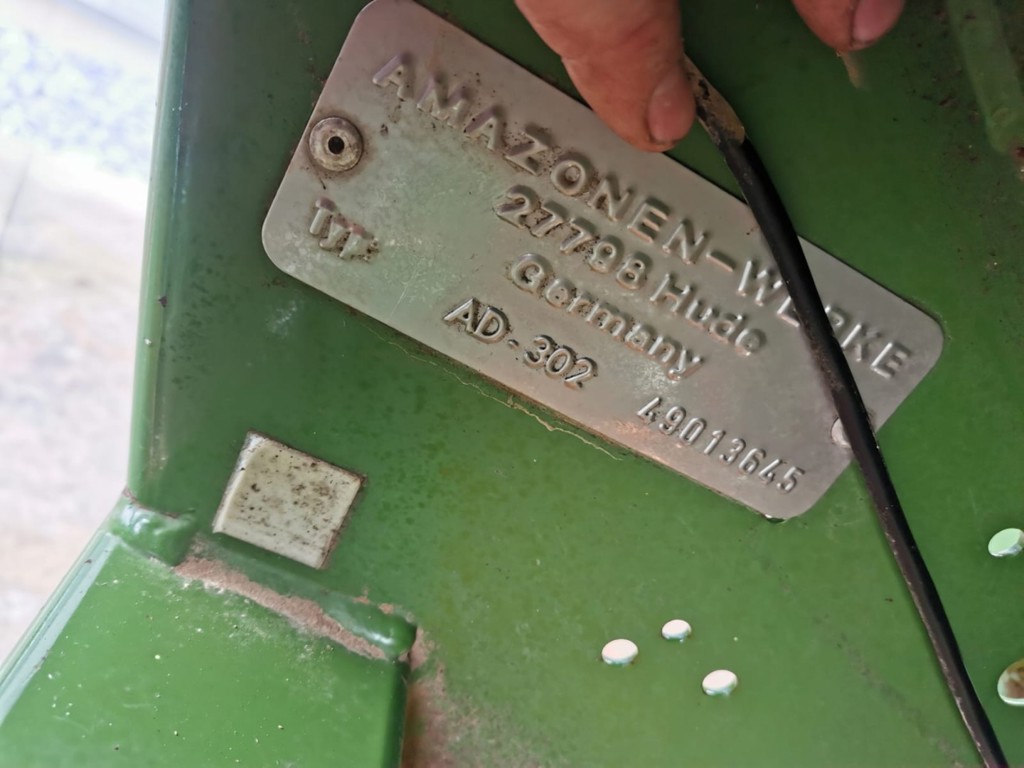 AMAZONEN-WERKE
27798 Hude
Germany
Typ
AD-302
49013645